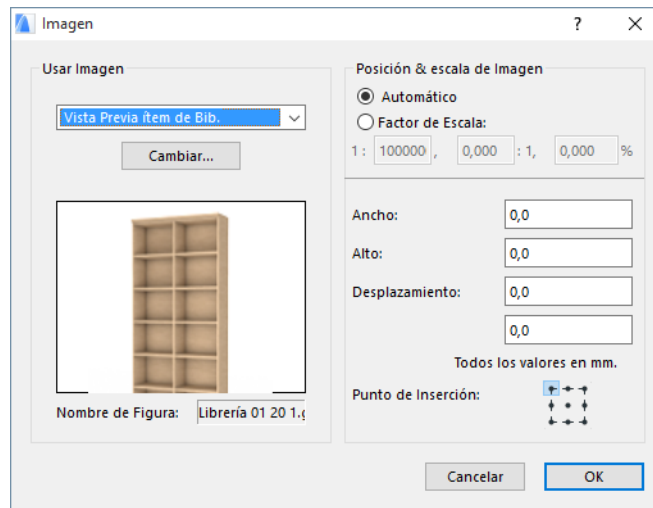 Imagen
Usar Imagen
Vista Previa ítem de Bib.
Cambiar...
Nombre de Figura: Librería 01 20 1.g
Posición & escala de Imagen
Automático
Factor de Escala:
1 : 100000 , 0,000 : 1, 0,000 %
Ancho: 0,0
Alto: 0,0
Desplazamiento: 0,0
0,0
Todos los valores en mm.
Punto de Inserción:
Cancelar OK